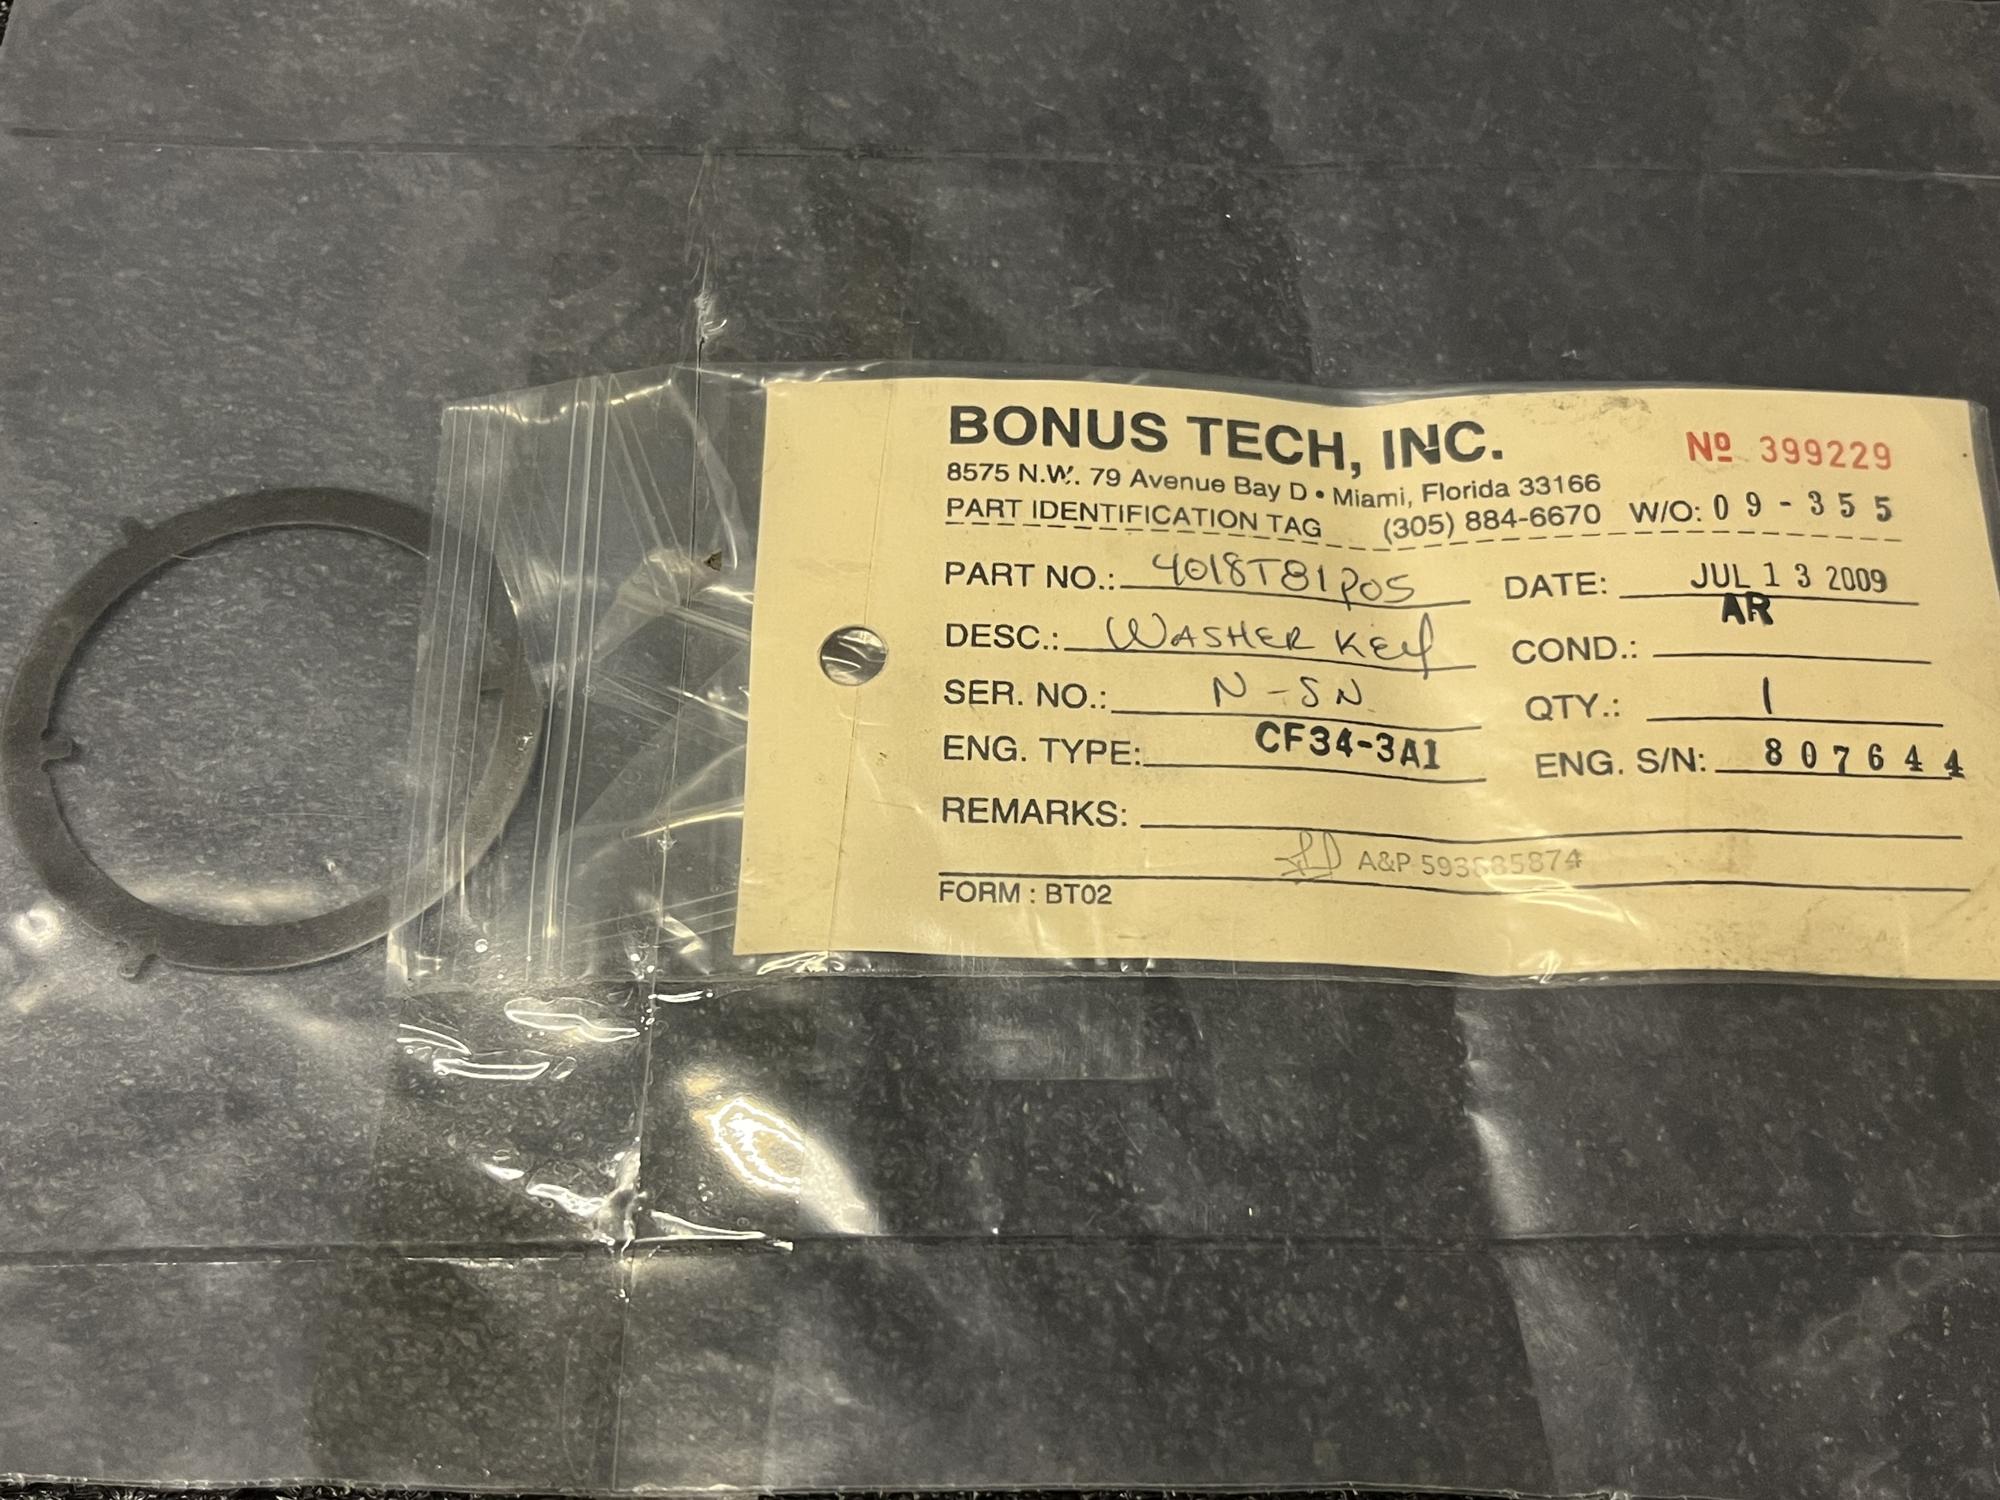 BONUS TECH, INC.
Nº 399229
8575 N.W. 79 Avenue Bay D • Miami, Florida 33166
PART IDENTIFICATION TAG (305) 884-6670 W/O: 09-355
PART NO.: 4018T81P05 DATE: JUL 13 2009
DESC.: WASHER KEY COND.: AR
SER. NO.: N-SN QTY.: 1
ENG. TYPE: CF34-3A1 ENG. S/N: 807644
REMARKS:
A&P
FORM : BT02